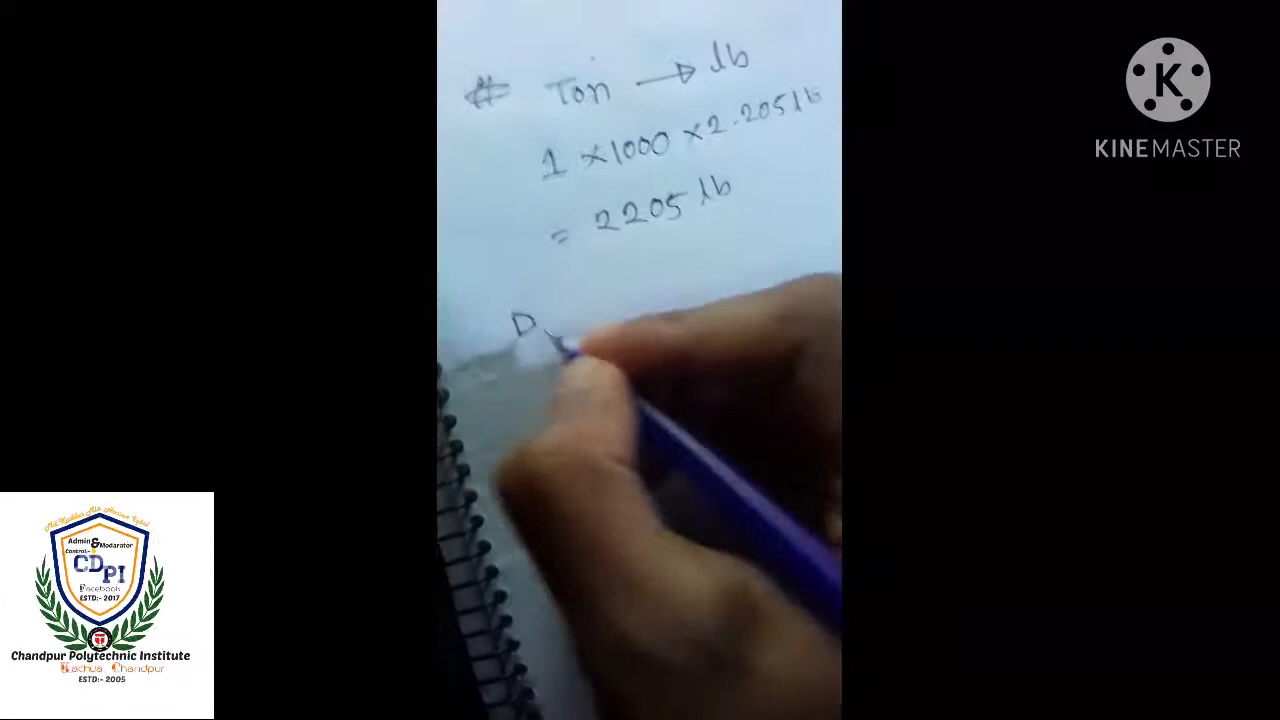 # Ton → lb
1 × 1000 × 2.205 lb
= 2205 lb
D
KINEMASTER
K
Admin & Modarator
Control:-
CDPI
Facebook
ESTD:- 2017
Chandpur Polytechnic Institute
Kachua, Chandpur
ESTD:- 2005